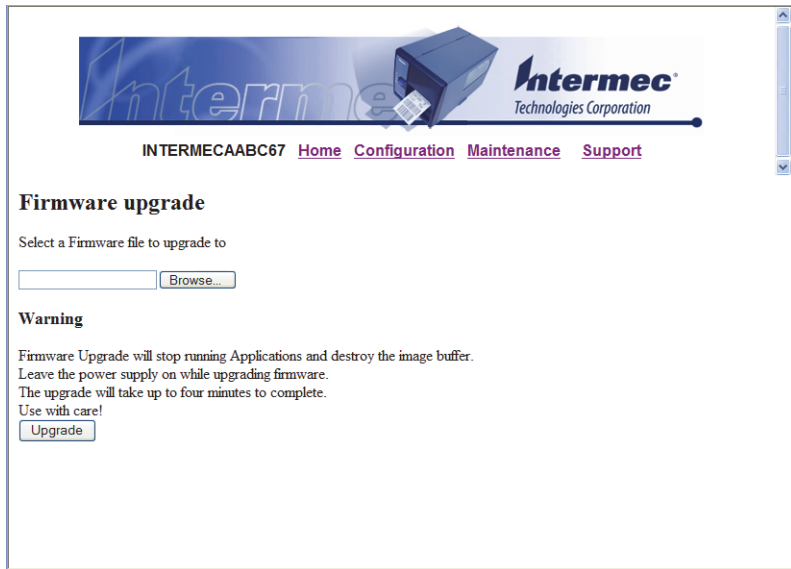 Intermec
Intermec
Technologies Corporation
INTERMECAABC67 Home Configuration Maintenance Support
Firmware upgrade
Select a Firmware file to upgrade to
Browse...
Warning
Firmware Upgrade will stop running Applications and destroy the image buffer.
Leave the power supply on while upgrading firmware.
The upgrade will take up to four minutes to complete.
Use with care!
Upgrade